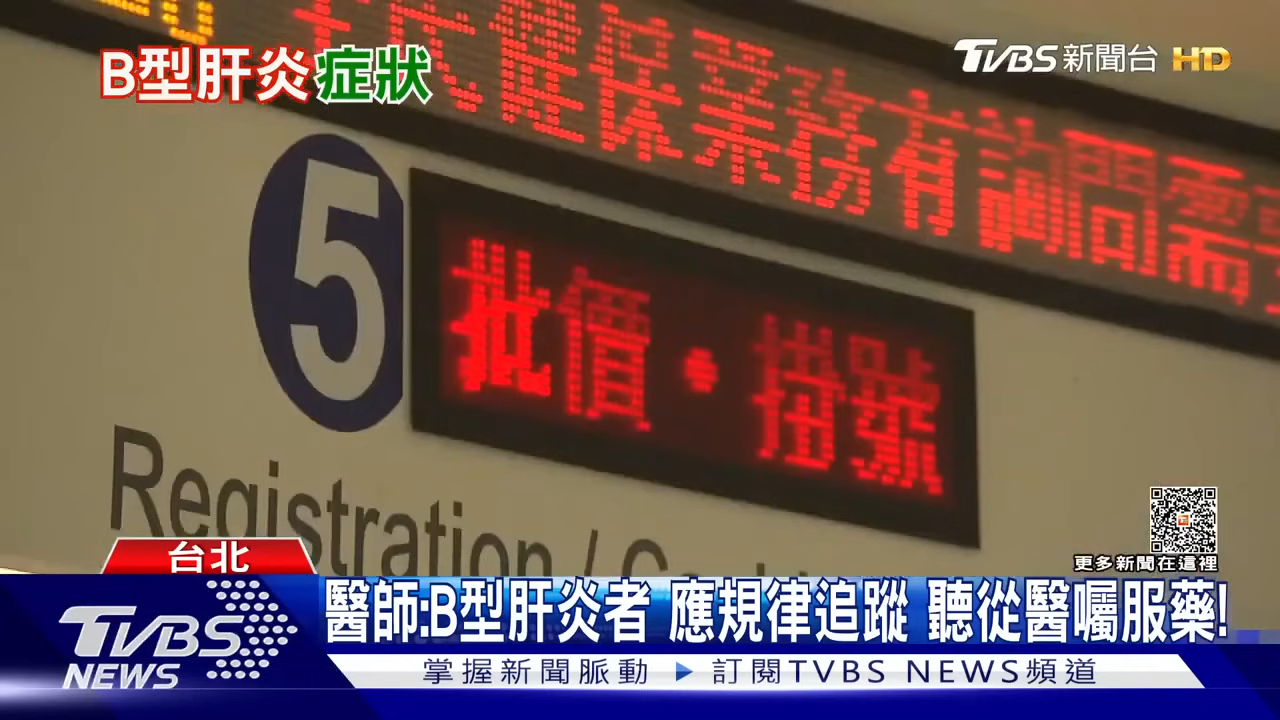 B型肝炎症狀
TVBS新聞台 HD
全民健保業務有詢問需
5
批價・掛號
Registration /
更多新聞在這裡
台北
醫師:B型肝炎者 應規律追蹤 聽從醫囑服藥!
TVBS NEWS
掌握新聞脈動 ▶ 訂閱TVBS NEWS頻道